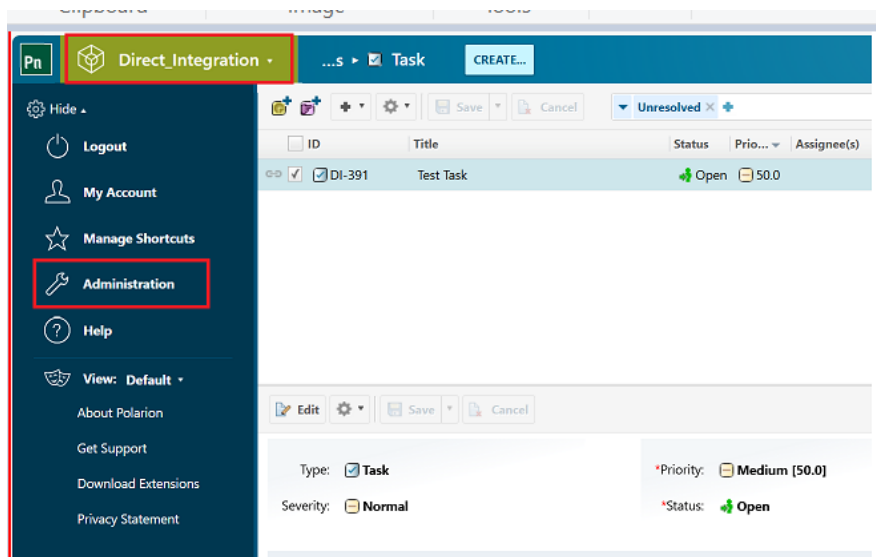 Pn Direct_Integration ...s ▸ Task CREATE...
Hide
Save Cancel Unresolved
Logout
ID Title Status Prio... Assignee(s)
DI-391 Test Task Open 50.0
My Account
Manage Shortcuts
Administration
Help
View: Default
About Polarion
Get Support
Download Extensions
Privacy Statement
Edit Save Cancel
Type: Task *Priority: Medium [50.0]
Severity: Normal *Status: Open